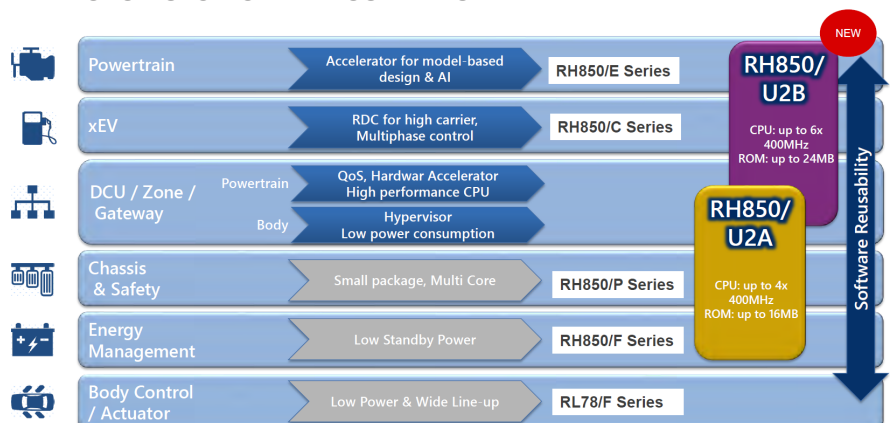 NEW
Powertrain
Accelerator for model-based
design & AI
RH850/E Series
RH850/
U2B
CPU: up to 6x
400MHz
ROM: up to 24MB
xEV
RDC for high carrier,
Multiphase control
RH850/C Series
DCU / Zone /
Gateway
Powertrain
QoS, Hardwar Accelerator
High performance CPU
Body
Hypervisor
Low power consumption
RH850/
U2A
CPU: up to 4x
400MHz
ROM: up to 16MB
Chassis
& Safety
Small package, Multi Core
RH850/P Series
Energy
Management
Low Standby Power
RH850/F Series
Body Control
/ Actuator
Low Power & Wide Line-up
RL78/F Series
Software Reusability